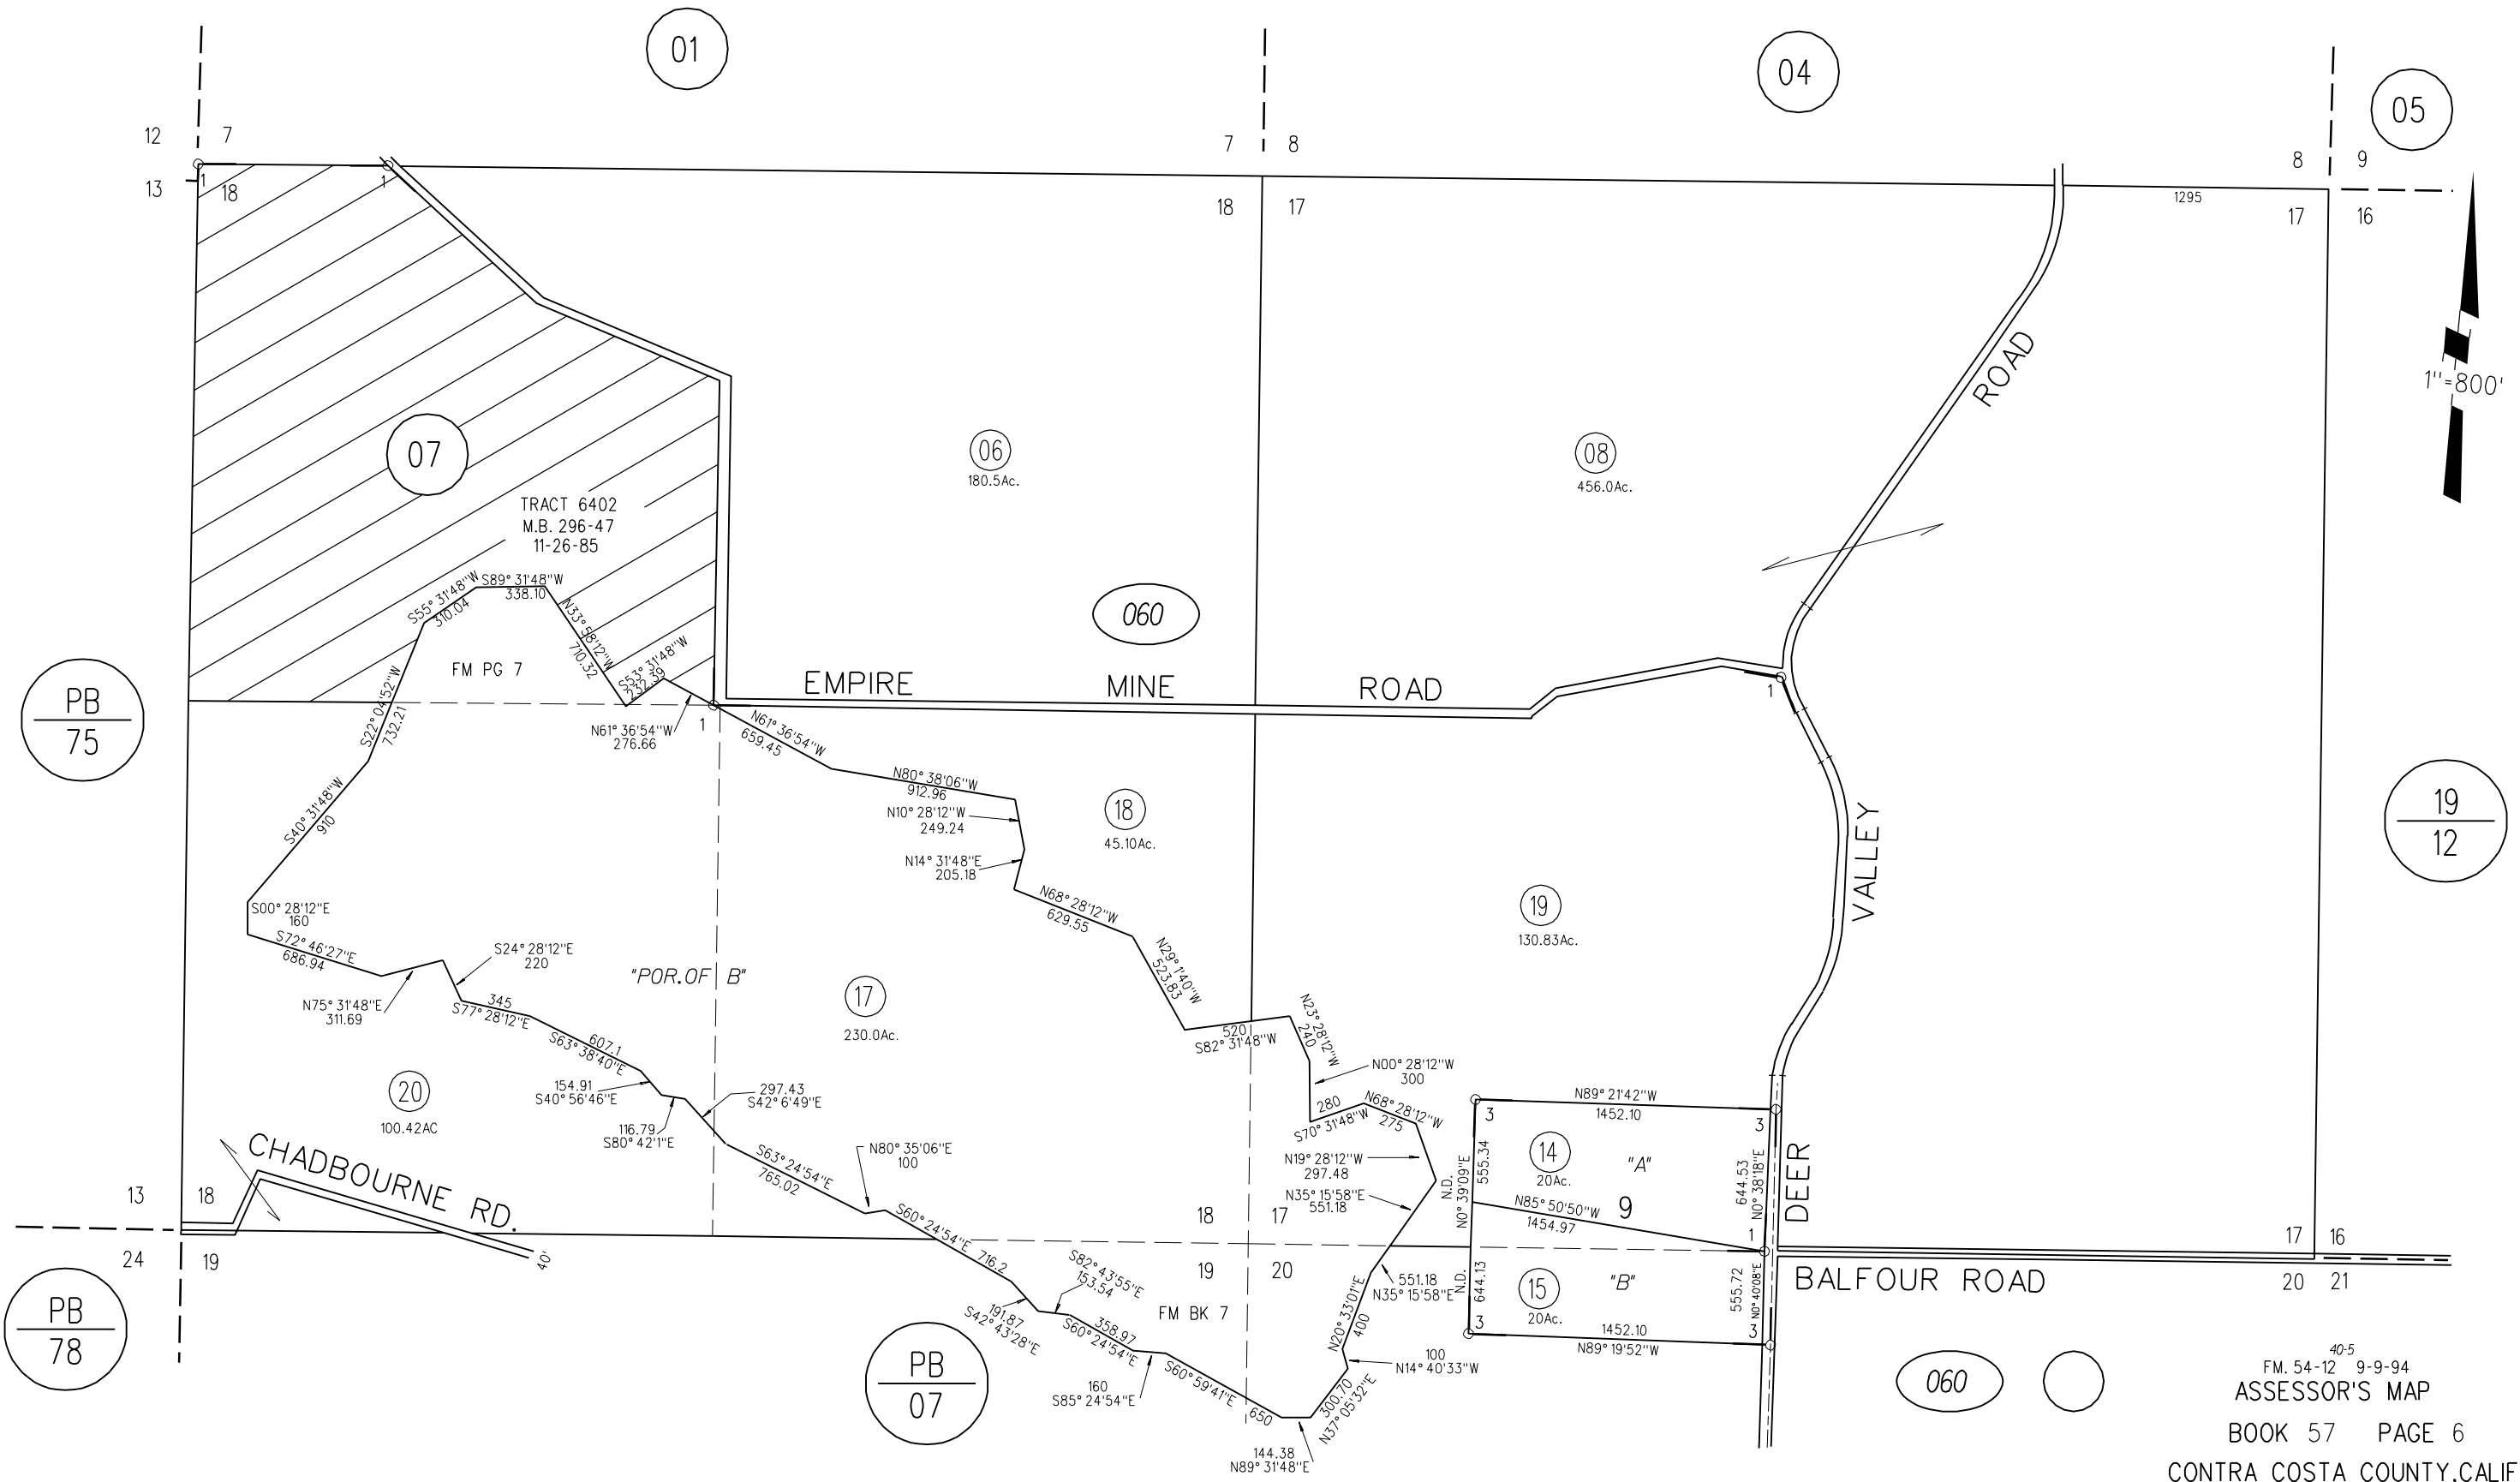 01
04
05
12
7
7
8
8
9
13
1
18
1
18
17
1295
17
16
1"=800'
ROAD
07
06
180.5Ac.
08
456.0Ac.
TRACT 6402
M.B. 296-47
11-26-85
S55°31'48"W
310.04
S89°31'48"W
338.10
N33°58'12"W
710.32
S53°31'48"W
232.39
FM PG 7
060
EMPIRE MINE ROAD
1
PB
75
S22°04'52"W
732.21
N61°36'54"W
276.66
1
N61°36'54"W
659.45
N80°38'06"W
912.96
N10°28'12"W
249.24
18
45.10Ac.
N14°31'48"E
205.18
N68°28'12"W
629.55
S40°31'48"W
910
VALLEY
19
12
19
130.83Ac.
S00°28'12"E
160
S72°46'27"E
686.94
S24°28'12"E
220
N75°31'48"E
311.69
345
S77°28'12"E
"POR.OF B"
17
230.0Ac.
N29°1'40"W
523.83
520
S82°31'48"W
N23°28'12"W
240
607.1
S63°38'40"E
154.91
S40°56'46"E
297.43
S42°6'49"E
116.79
S80°42'1"E
N00°28'12"W
300
280
S70°31'48"W
N68°28'12"W
275
N89°21'42"W
1452.10
3
3
20
100.42AC
CHADBOURNE RD.
40'
S63°24'54"E
765.02
N80°35'06"E
100
N19°28'12"W
297.48
N35°15'58"E
551.18
N.D.
N0°39'09"E
555.34
14
20Ac.
"A"
9
644.53
N0°38'18"E
DEER
N85°50'50"W
1454.97
1
13
18
18
17
17
16
24
19
19
20
20
21
S60°24'54"E
716.2
S82°43'55"E
153.54
191.87
S42°43'28"E
358.97
S60°24'54"E
FM BK 7
551.18
N35°15'58"E
N20°33'01"E
400
N.D.
644.13
15
20Ac.
"B"
555.72
N0°40'08"E
BALFOUR ROAD
3
3
1452.10
N89°19'52"W
PB
78
PB
07
160
S85°24'54"E
S60°59'41"E
650
100
N14°40'33"W
300.70
N37°05'32"E
144.38
N89°31'48"E
060
40-5
FM. 54-12 9-9-94
ASSESSOR'S MAP
BOOK 57 PAGE 6
CONTRA COSTA COUNTY,CALIF